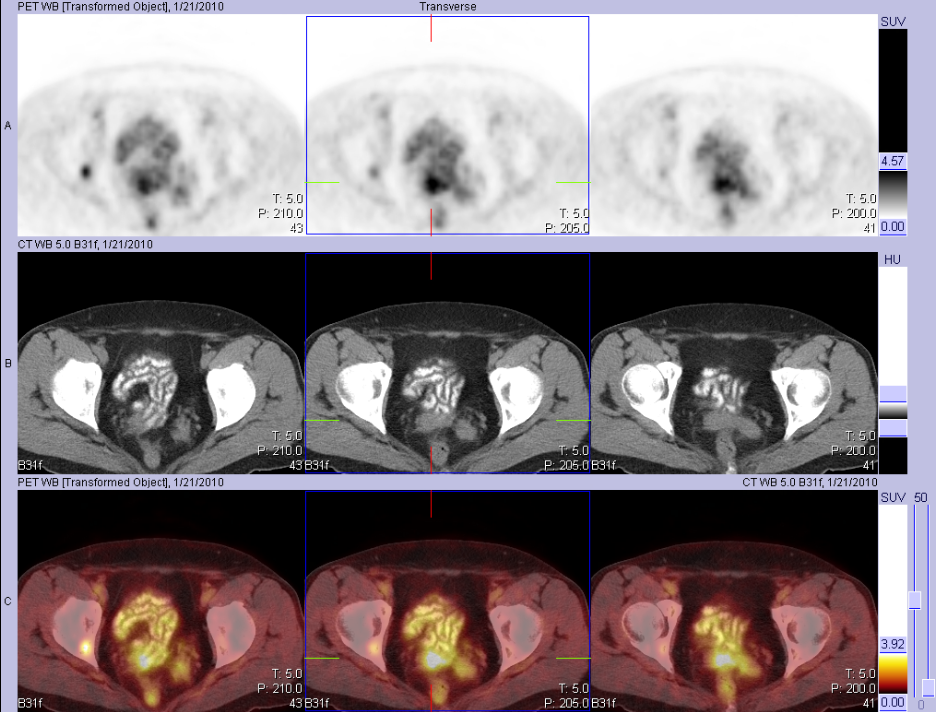 PET WB [Transformed Object], 1/21/2010
Transverse
SUV
A
4.57
T: 5.0
P: 210.0
43
T: 5.0
P: 205.0
T: 5.0
P: 200.0
41
0.00
CT WB 5.0 B31f, 1/21/2010
HU
B
T: 5.0
P: 210.0
B31f
43
T: 5.0
P: 205.0
B31f
T: 5.0
P: 200.0
B31f
41
PET WB [Transformed Object], 1/21/2010
CT WB 5.0 B31f, 1/21/2010
SUV
50
C
3.92
T: 5.0
P: 210.0
B31f
43
T: 5.0
P: 205.0
B31f
T: 5.0
P: 200.0
B31f
41
0.00
0